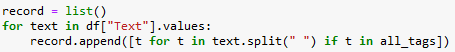 record = list()
for text in df["Text"].values:
    record.append([t for t in text.split(" ") if t in all_tags])